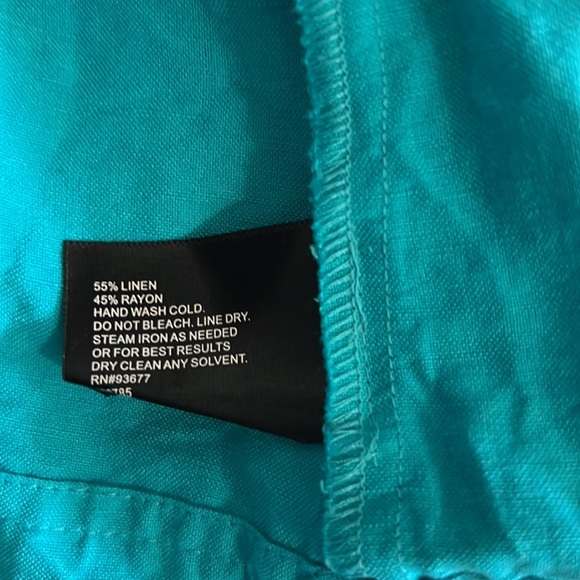 55% LINEN
45% RAYON
HAND WASH COLD.
DO NOT BLEACH. LINE DRY.
STEAM IRON AS NEEDED
OR FOR BEST RESULTS
DRY CLEAN ANY SOLVENT.
RN#93677